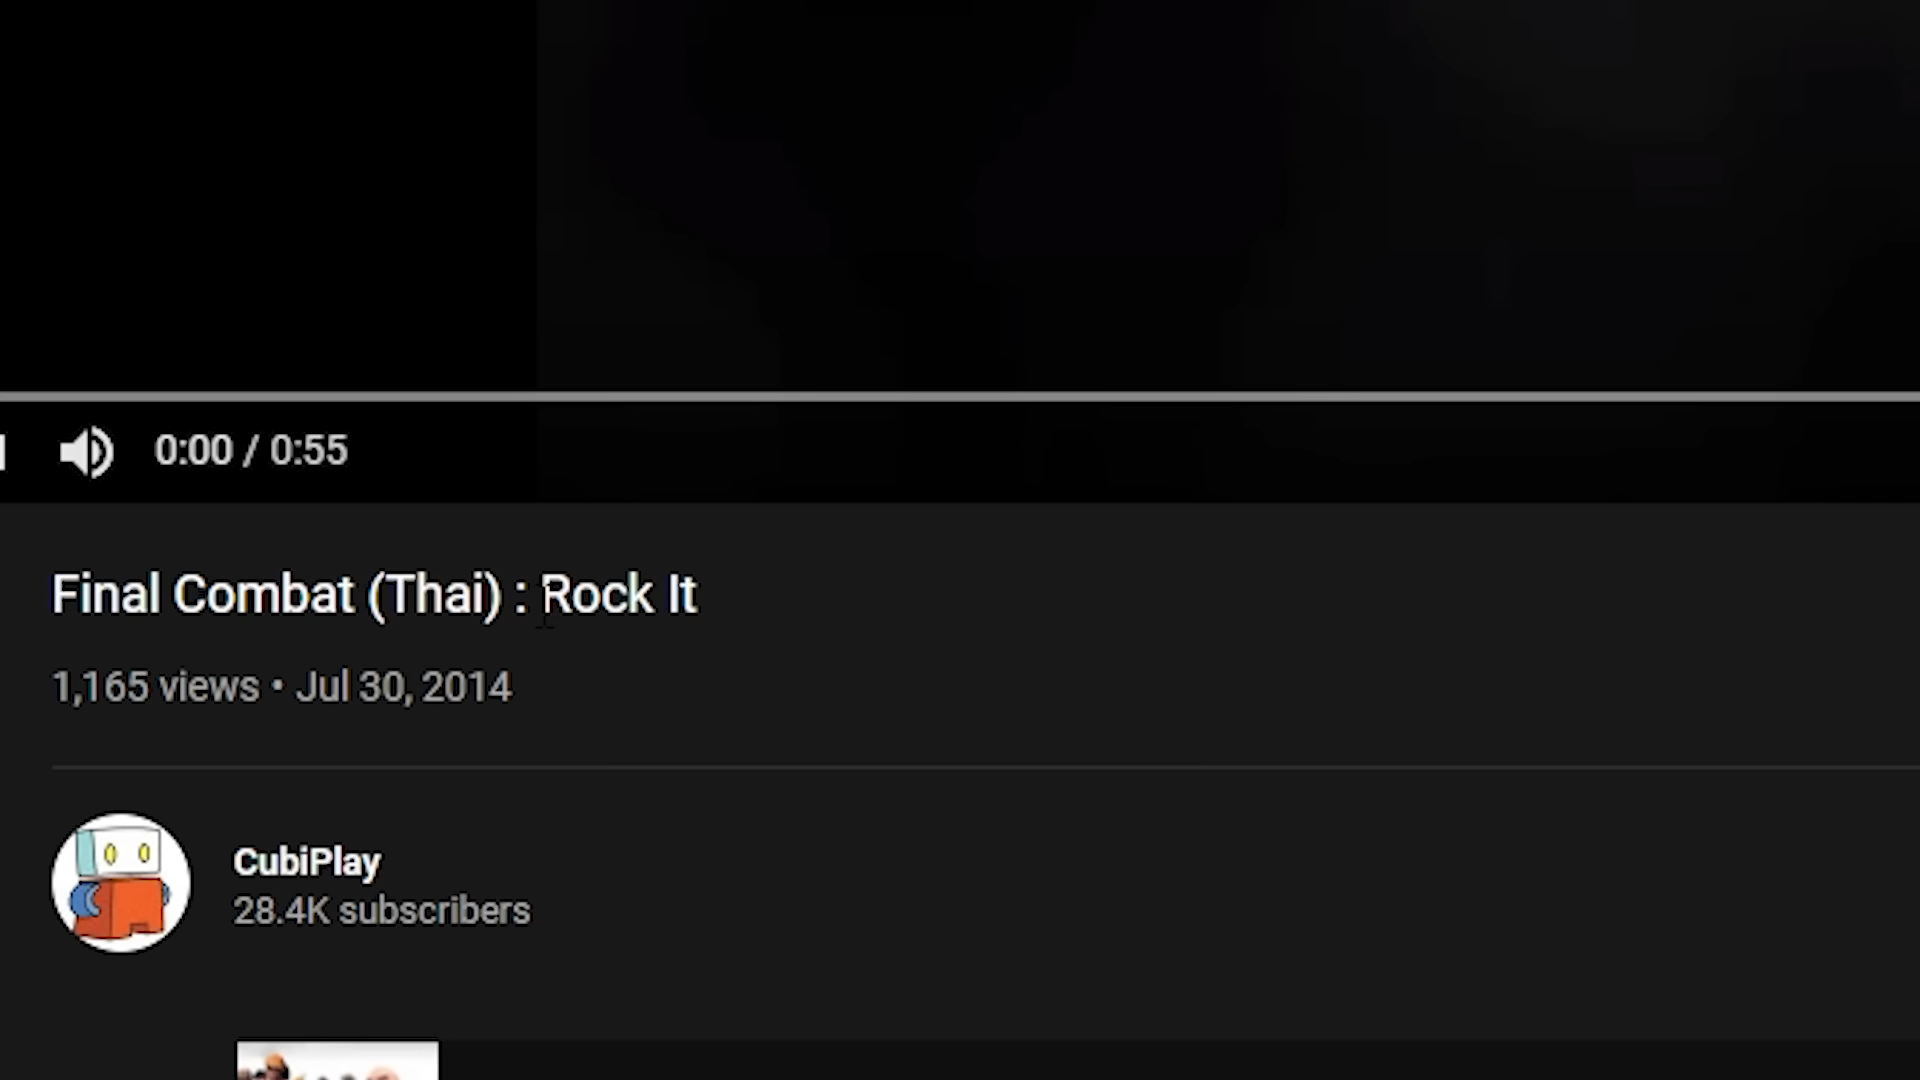 0:00 / 0:55
Final Combat (Thai) : Rock It
1,165 views • Jul 30, 2014
CubiPlay
28.4K subscribers